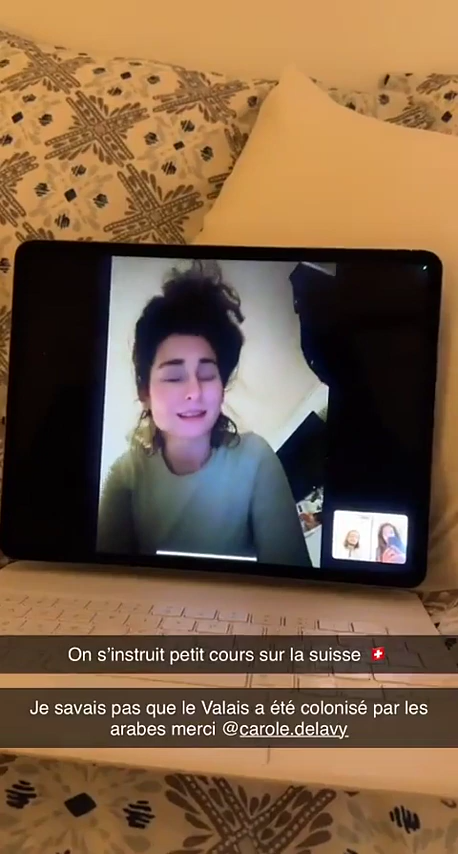 On s'instruit petit cours sur la suisse 🇨🇭
Je savais pas que le Valais a été colonisé par les
arabes merci @carole.delavy